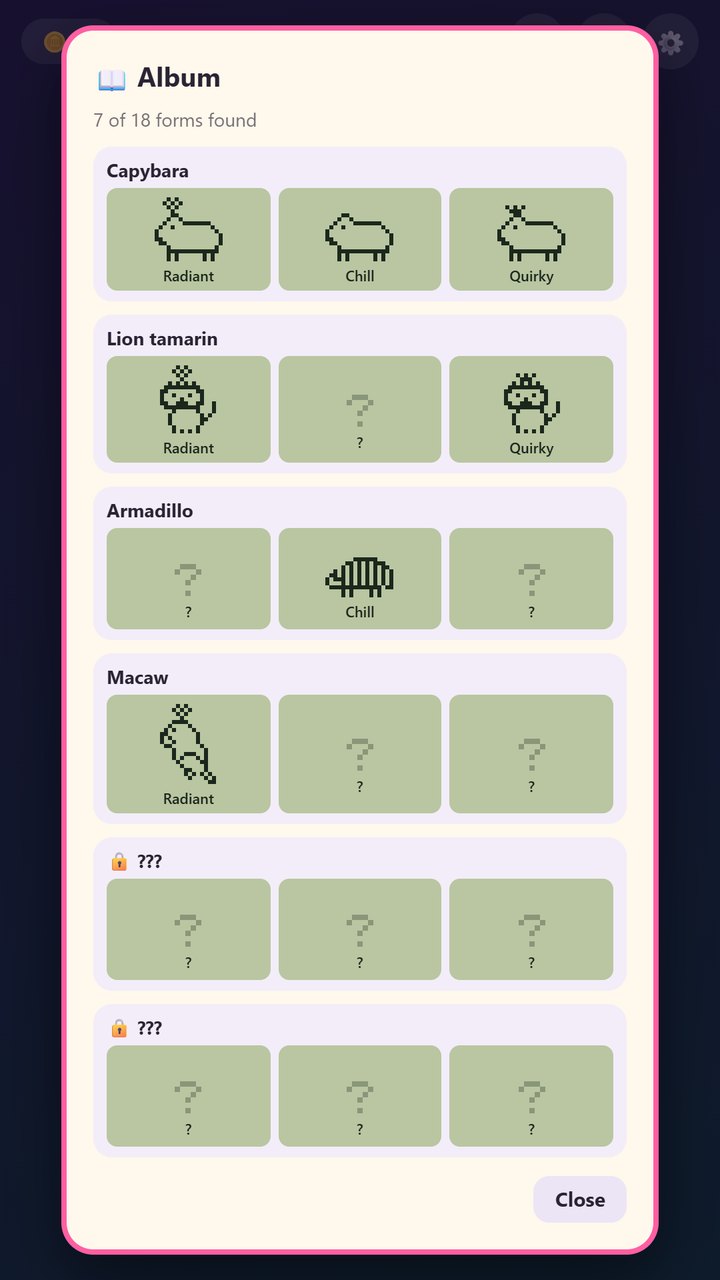 📖 Album
7 of 18 forms found
Capybara
Radiant Chill Quirky
Lion tamarin
Radiant ? Quirky
Armadillo
? Chill ?
Macaw
Radiant ? ?
🔒 ???
? ? ?
🔒 ???
? ? ?
Close